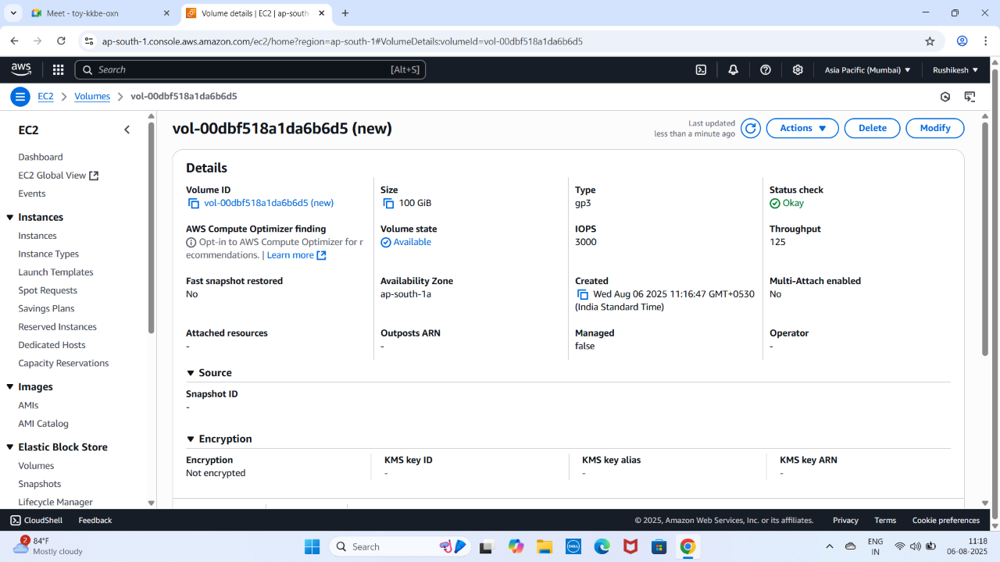 Meet - toy-kkbe-oxn
Volume details | EC2 | ap-south-
ap-south-1.console.aws.amazon.com/ec2/home?region=ap-south-1#VolumeDetails:volumeId=vol-00dbf518a1da6b6d5
aws
Search [Alt+S]
Asia Pacific (Mumbai)
Rushikesh
EC2
Volumes
vol-00dbf518a1da6b6d5
EC2
Dashboard
EC2 Global View
Events
Instances
Instances
Instance Types
Launch Templates
Spot Requests
Savings Plans
Reserved Instances
Dedicated Hosts
Capacity Reservations
Images
AMIs
AMI Catalog
Elastic Block Store
Volumes
Snapshots
Lifecycle Manager
vol-00dbf518a1da6b6d5 (new)
Last updated
less than a minute ago
Actions
Delete
Modify
Details
Volume ID
vol-00dbf518a1da6b6d5 (new)
Size
100 GiB
Type
gp3
Status check
Okay
AWS Compute Optimizer finding
Opt-in to AWS Compute Optimizer for r
ecommendations. | Learn more
Volume state
Available
IOPS
3000
Throughput
125
Fast snapshot restored
No
Availability Zone
ap-south-1a
Created
Wed Aug 06 2025 11:16:47 GMT+0530
(India Standard Time)
Multi-Attach enabled
No
Attached resources
-
Outposts ARN
-
Managed
false
Operator
-
Source
Snapshot ID
-
Encryption
Encryption
Not encrypted
KMS key ID
-
KMS key alias
-
KMS key ARN
-
CloudShell
Feedback
© 2025, Amazon Web Services, Inc. or its affiliates.
Privacy
Terms
Cookie preferences
2
84°F
Mostly cloudy
Search
DELL
ENG
IN
11:18
06-08-2025